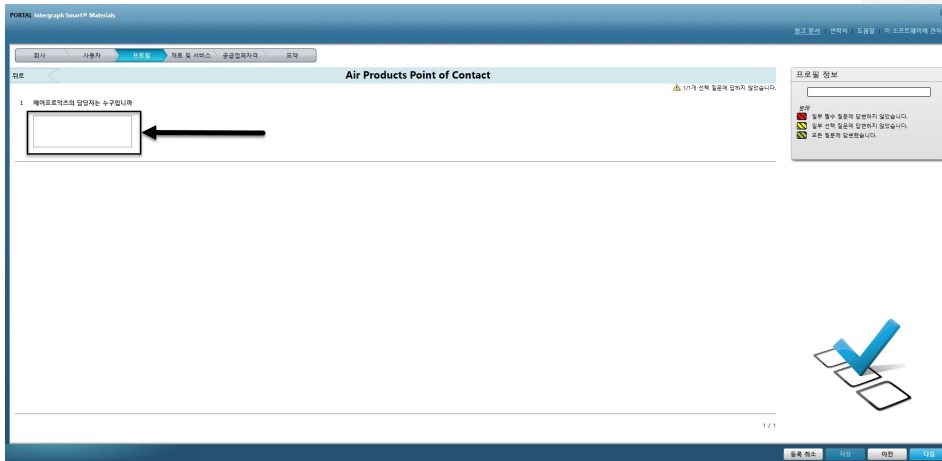 PORTAL Intergraph Smart® Materials
참고 문서 | 연락처 | 도움말 | 이 소프트웨어에 관하
회사 사용자 프로필 재료 및 서비스 공급업체자격 요약
뒤로
Air Products Point of Contact
1/1개 선택 질문에 답하지 않았습니다.
1 에어프로덕츠의 담당자는 누구입니까
프로필 정보
범례
일부 필수 질문에 답변하지 않았습니다.
일부 선택 질문에 답변하지 않았습니다.
모든 질문에 답변했습니다.
1 / 1
등록 취소 저장 이전 다음